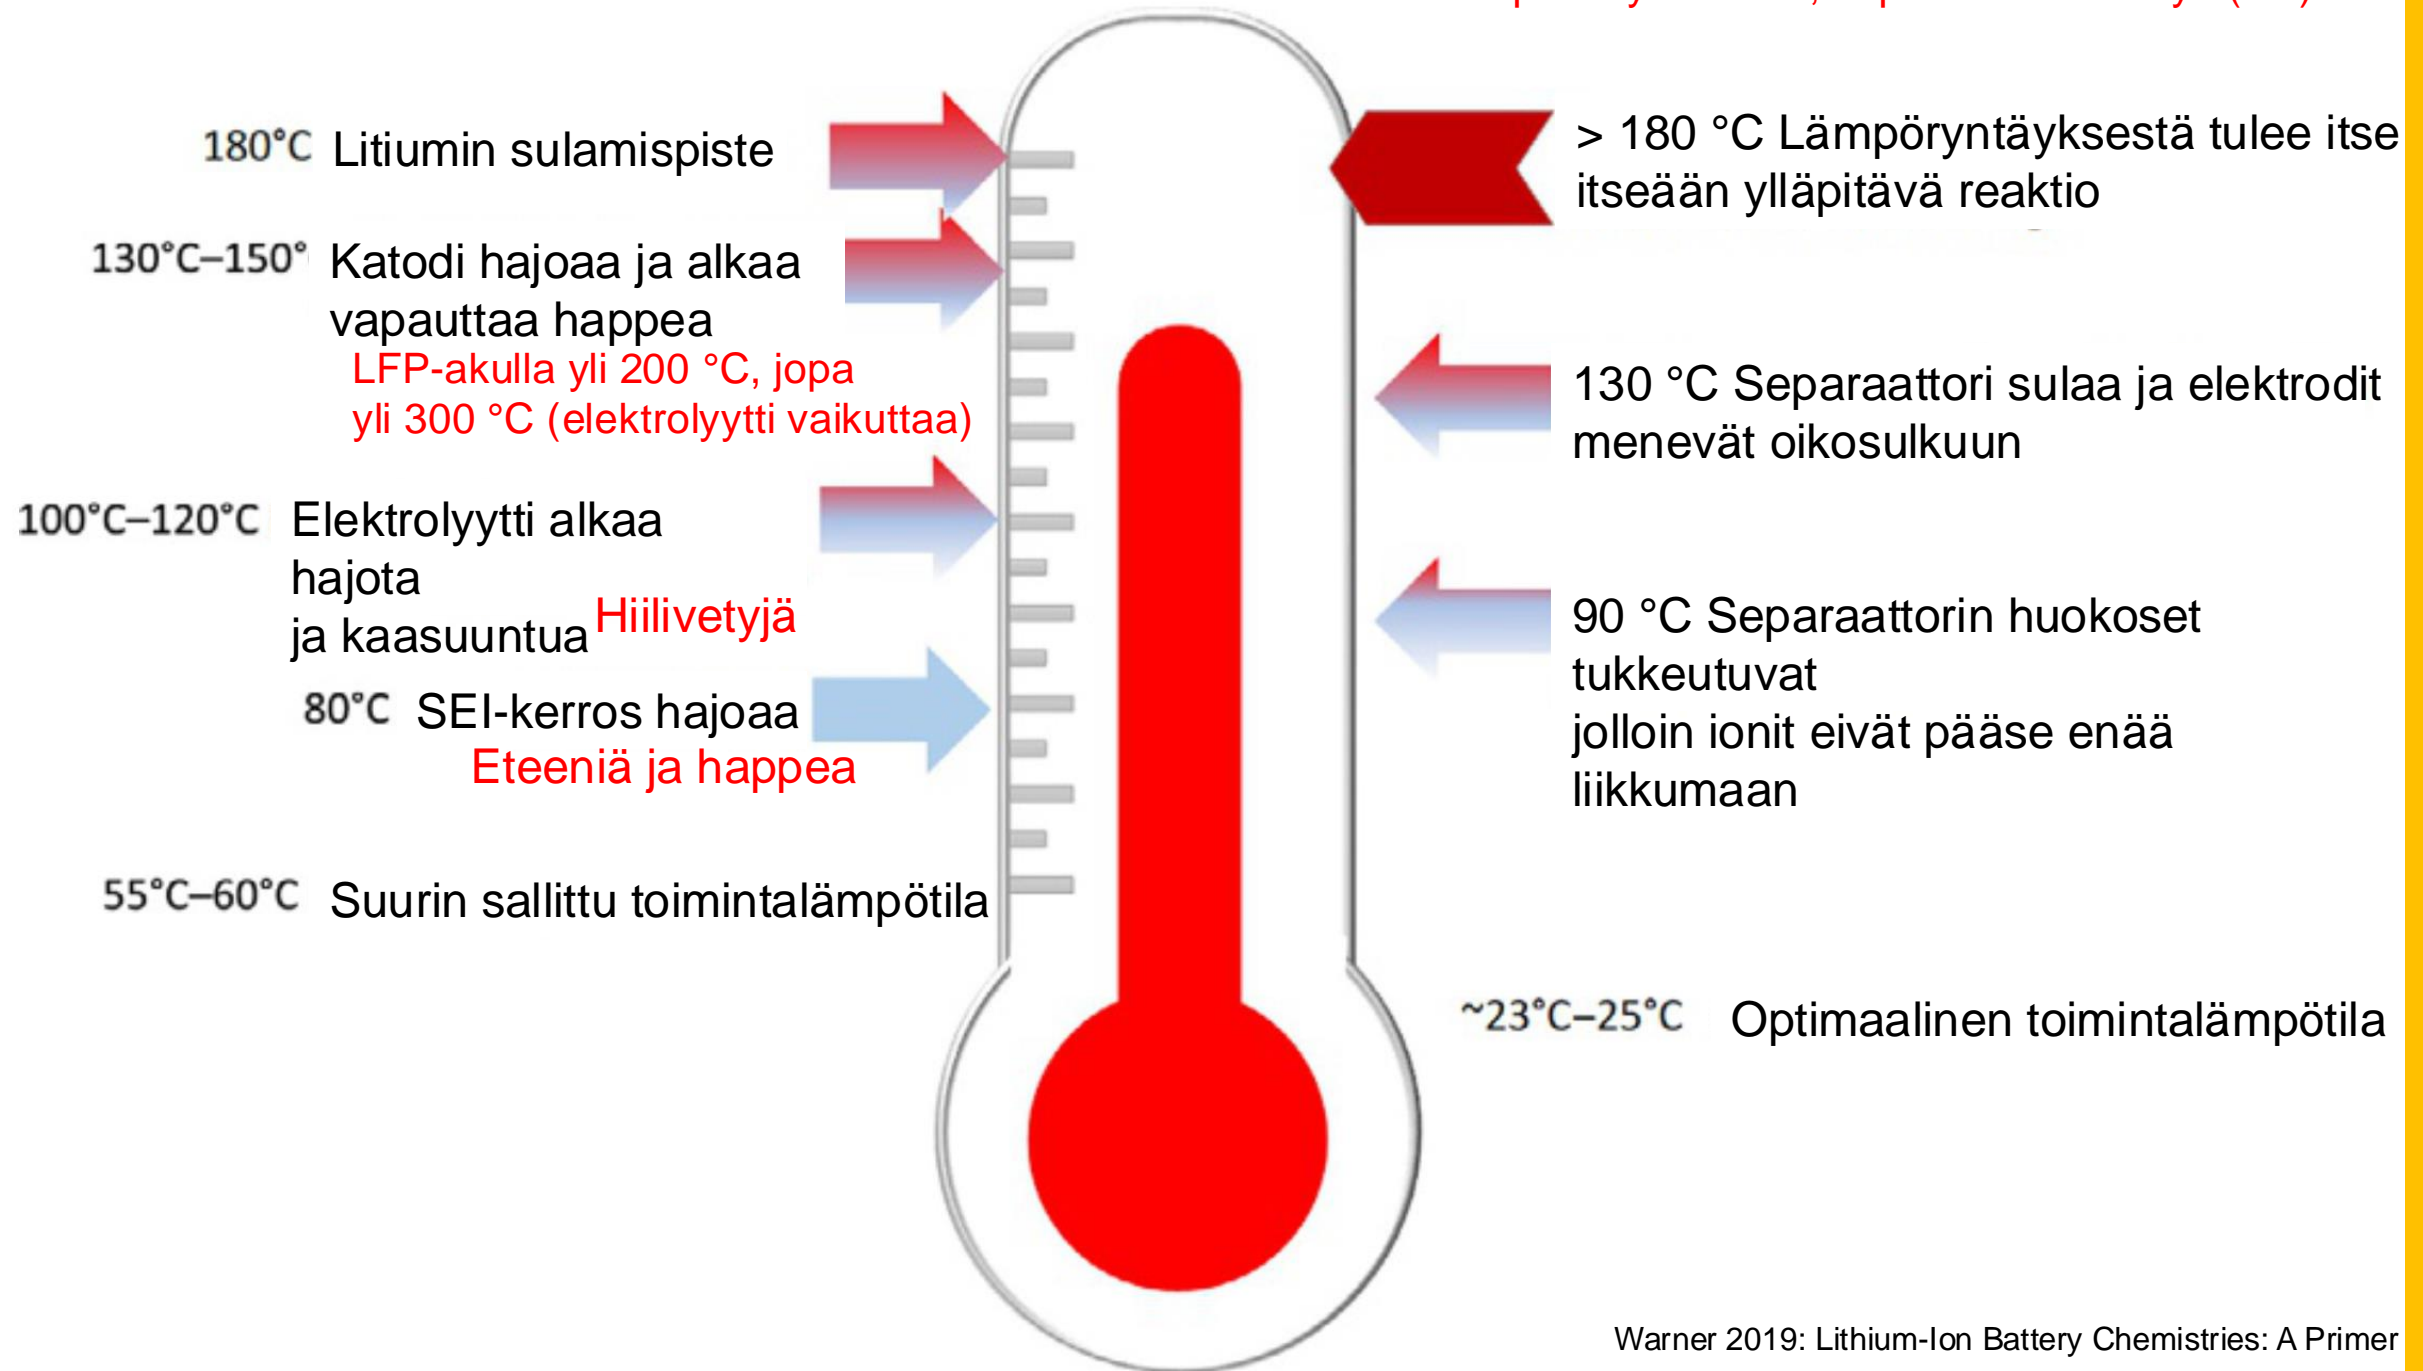 180°C Litiumin sulamispiste
130°C–150° Katodi hajoaa ja alkaa
vapauttaa happea
LFP-akulla yli 200 °C, jopa
yli 300 °C (elektrolyytti vaikuttaa)
100°C–120°C Elektrolyytti alkaa
hajota
ja kaasuuntua Hiilivetyjä
80°C SEI-kerros hajoaa
Eteeniä ja happea
55°C–60°C Suurin sallittu toimintalämpötila
> 180 °C Lämpöryntäyksestä tulee itse
itseään ylläpitävä reaktio
130 °C Separaattori sulaa ja elektrodit
menevät oikosulkuun
90 °C Separaattorin huokoset
tukkeutuvat
jolloin ionit eivät pääse enää
liikkumaan
~23°C–25°C Optimaalinen toimintalämpötila
Warner 2019: Lithium-Ion Battery Chemistries: A Primer